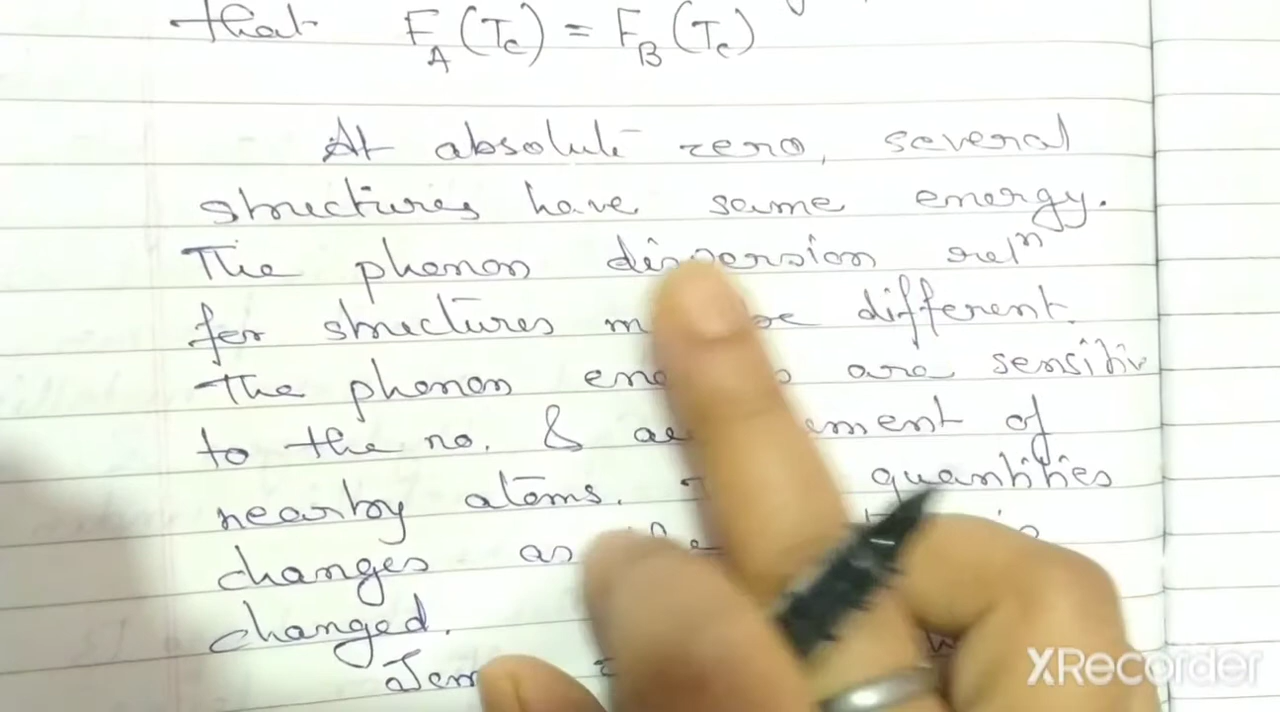 that F_A (T_c) = F_B (T_c)
At absolute zero, several
structures have same energy.
The phonon dispersion relⁿ
for structures different.
The phonon are sensitiv
to the no. & of
nearby atoms. quantities
changes as
changed.
XRecorder